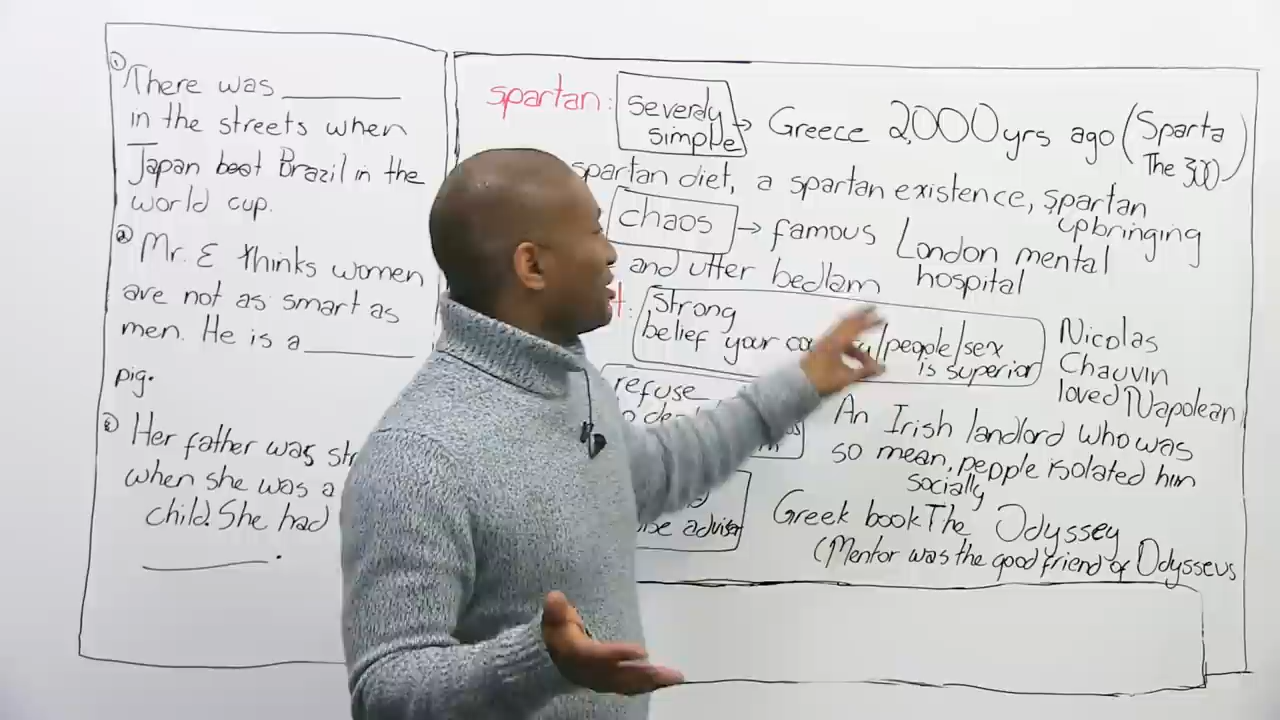 ① There was ________
in the streets when
Japan beat Brazil in the
world cup.
② Mr. E thinks women
are not as smart as
men. He is a ________
pig.
③ Her father was
when she was a
child. She had
________.
spartan: severely simple → Greece 2,000 yrs ago (Sparta
The 300)
spartan diet, a spartan existence, spartan
upbringing
chaos → famous London mental
hospital
and utter bedlam
strong
belief your people/sex
is superior
Nicolas
Chauvin
loved Napolean
refuse
An Irish landlord who was
so mean, people isolated him
socially
advisor
Greek book The Odyssey
(Mentor was the good friend of Odysseus